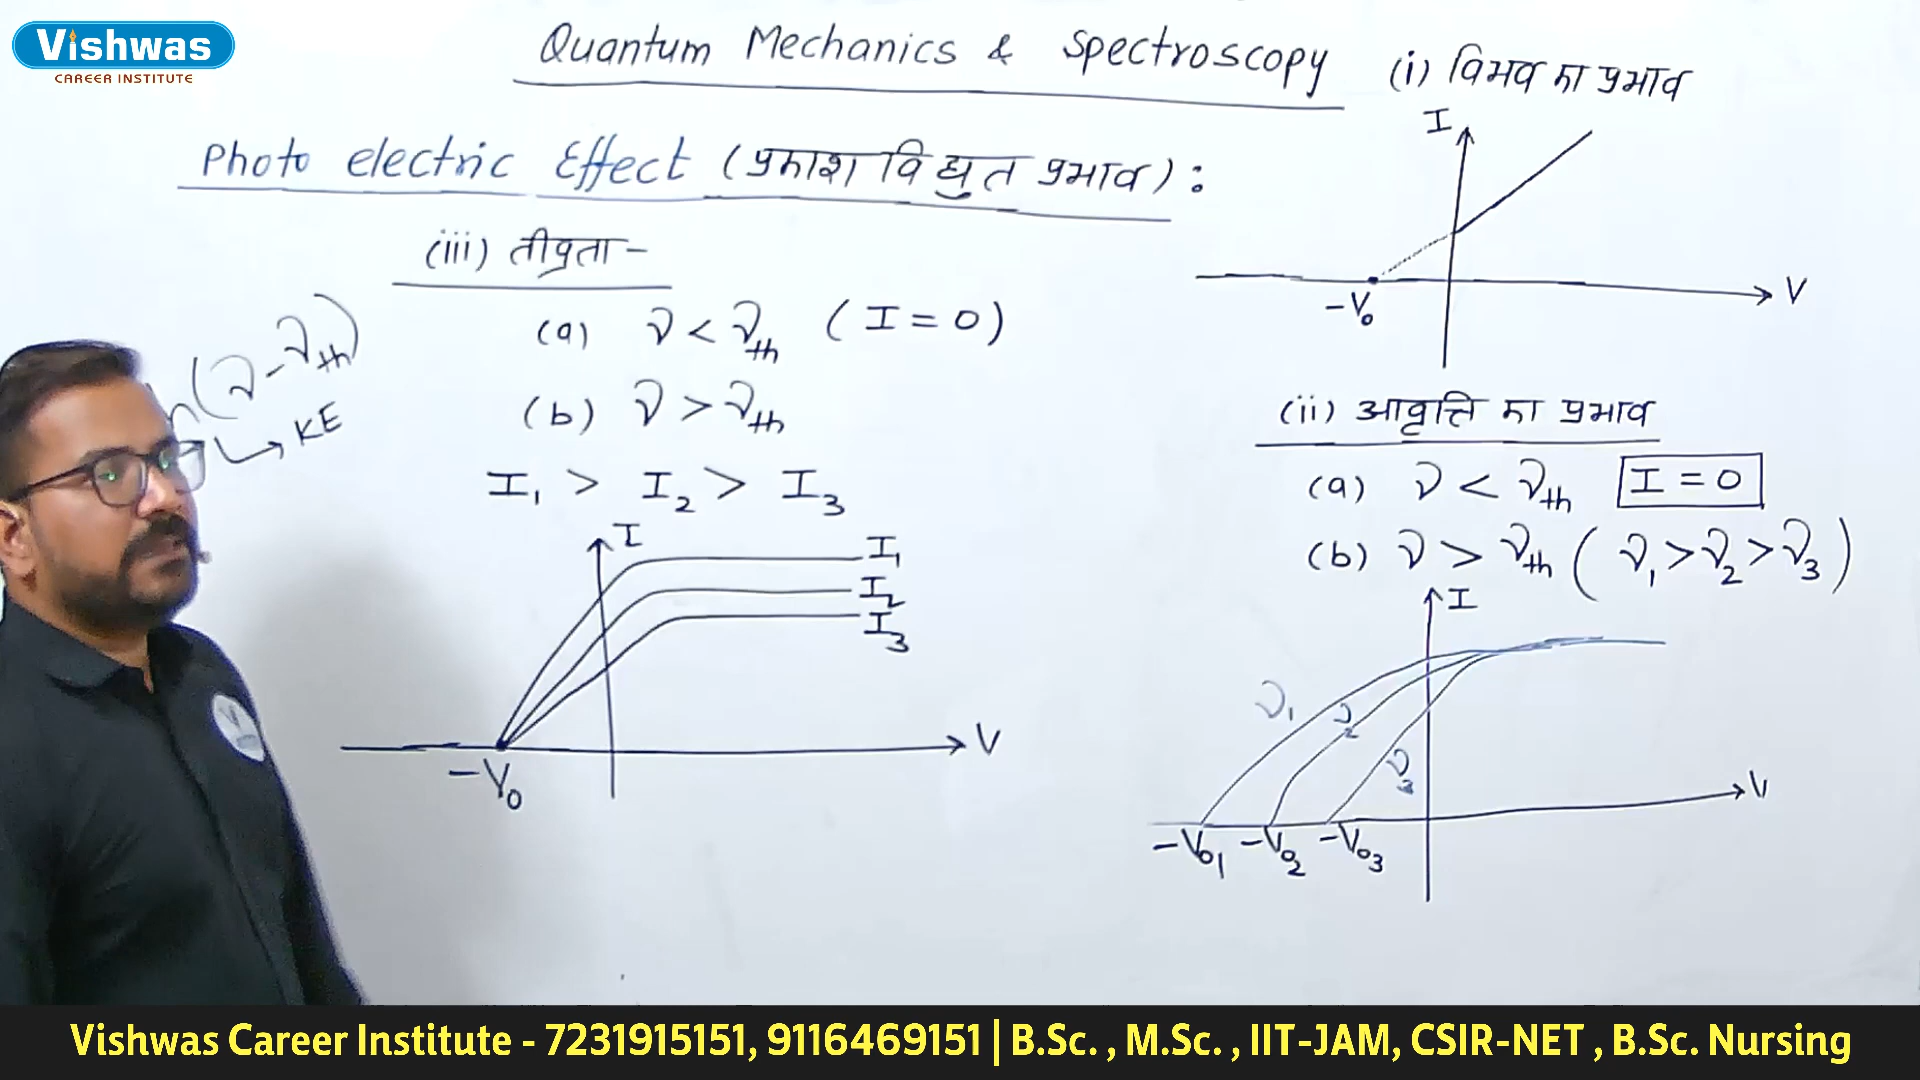 Vishwas
CAREER INSTITUTE
Quantum Mechanics & Spectroscopy
Photo electric Effect (प्रकाश विद्युत प्रभाव) :
(iii) तीव्रता -
(a) ν < νth ( I = 0 )
(b) ν > νth
I1 > I2 > I3
I
I1
I2
I3
V
-V0
h(ν - νth)
↳ KE
(i) विभव का प्रभाव
I
V
-V0
(ii) आवृत्ति का प्रभाव
(a) ν < νth I = 0
(b) ν > νth ( ν1 > ν2 > ν3 )
I
ν1
ν2
ν3
V
-V01 -V02 -V03
Vishwas Career Institute - 7231915151, 9116469151 | B.Sc. , M.Sc. , IIT-JAM, CSIR-NET , B.Sc. Nursing